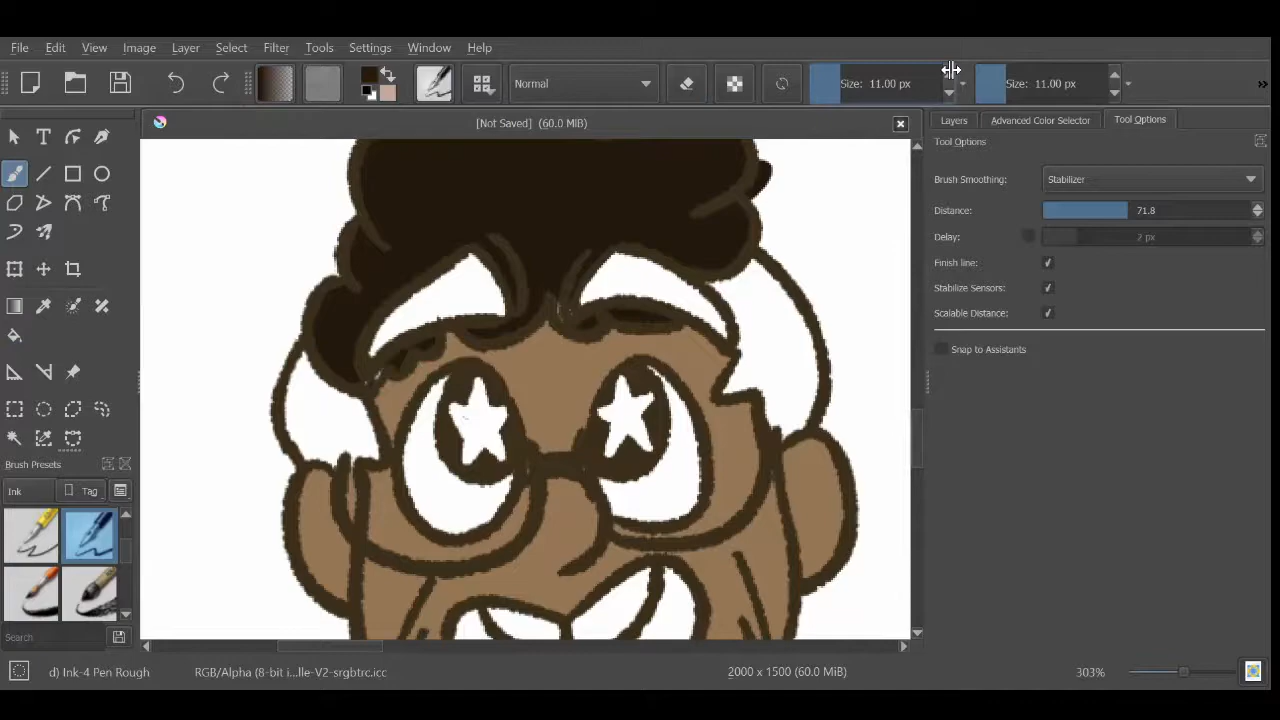 File Edit View Image Layer Select Filter Tools Settings Window Help
Normal Size: 11.00 px Size: 11.00 px »
[Not Saved] (60.0 MiB)
Layers Advanced Color Selector Tool Options
Tool Options
Brush Smoothing: Stabilizer
Distance: 71.8
Delay: 2 px
Finish line:
Stabilize Sensors:
Scalable Distance:
Snap to Assistants
Brush Presets
Ink Tag
Search
d) Ink-4 Pen Rough RGB/Alpha (8-bit i...lle-V2-srgbtrc.icc 2000 x 1500 (60.0 MiB) 303%